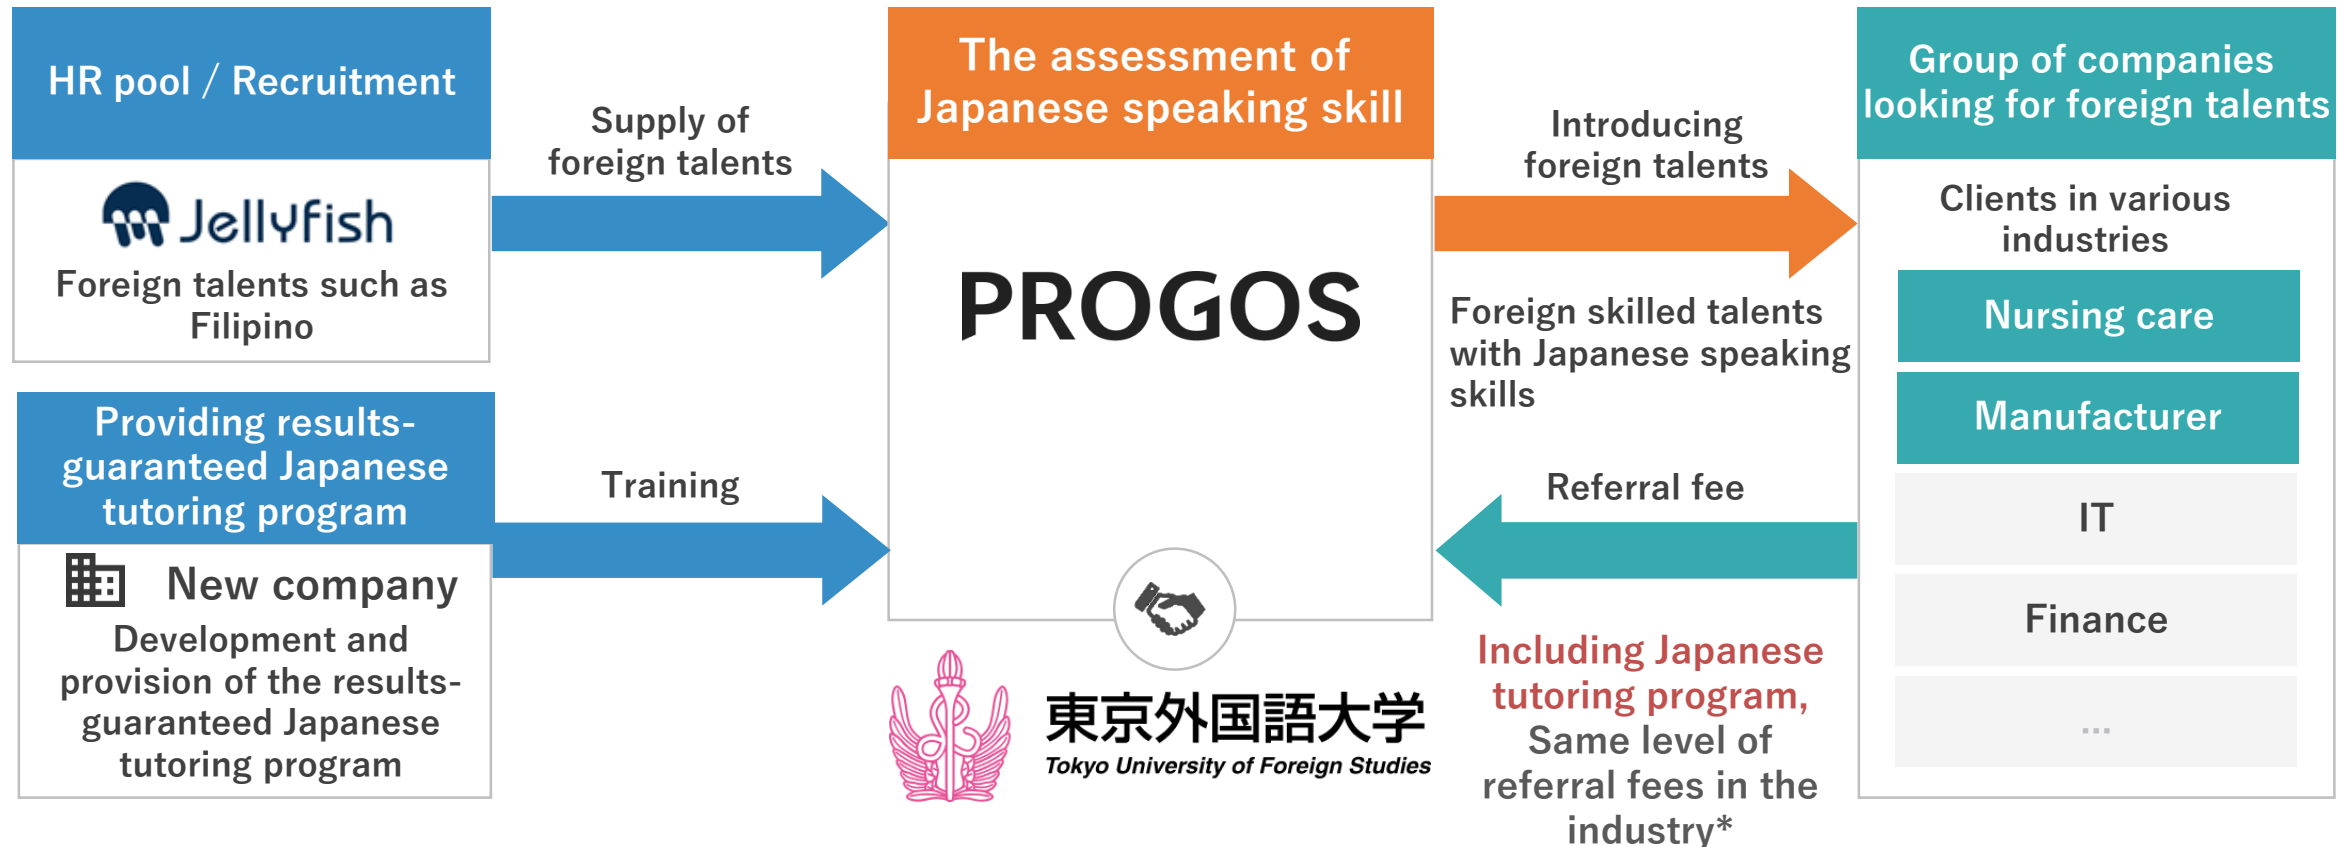 HR pool / Recruitment
Jellyfish
Foreign talents such as
Filipino
Supply of
foreign talents
Providing results-
guaranteed Japanese
tutoring program
New company
Development and
provision of the results-
guaranteed Japanese
tutoring program
Training
The assessment of
Japanese speaking skill
PROGOS
東京外国語大学
Tokyo University of Foreign Studies
Introducing
foreign talents
Foreign skilled talents
with Japanese speaking
skills
Referral fee
Including Japanese
tutoring program,
Same level of
referral fees in the
industry*
Group of companies
looking for foreign talents
Clients in various
industries
Nursing care
Manufacturer
IT
Finance
...